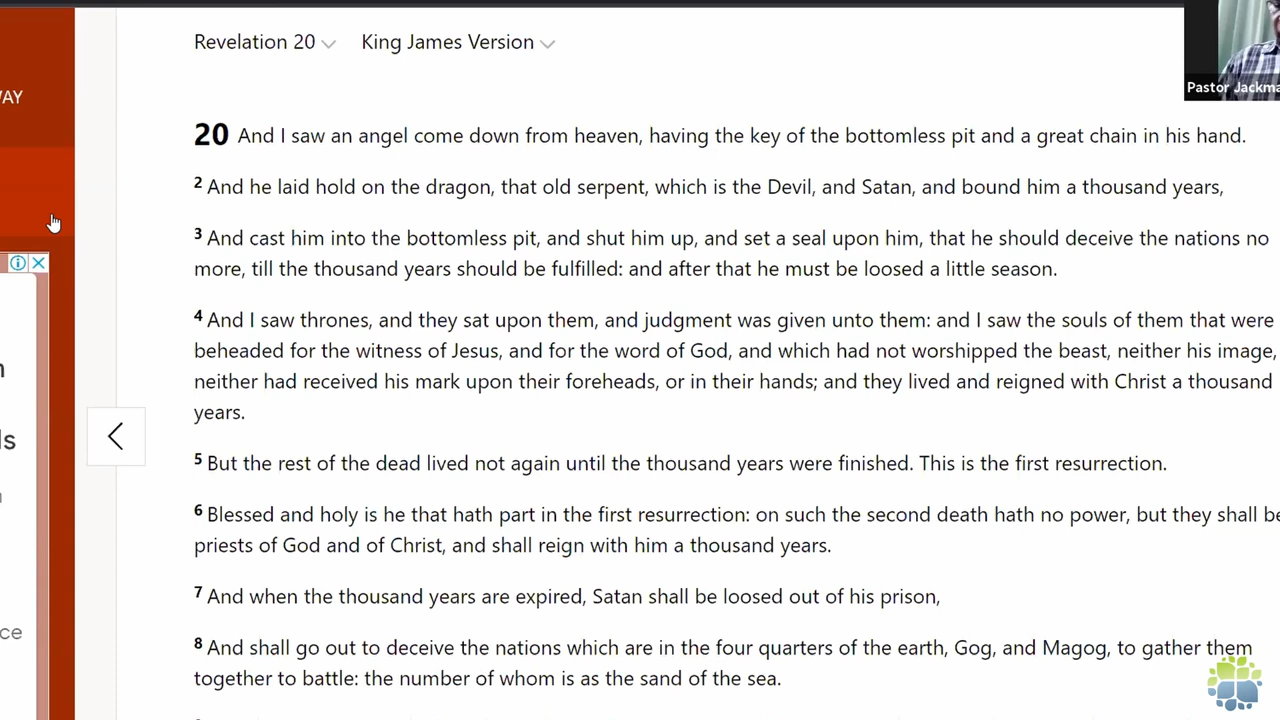 Revelation 20 King James Version
WAY
Pastor Jackma
20 And I saw an angel come down from heaven, having the key of the bottomless pit and a great chain in his hand.
2 And he laid hold on the dragon, that old serpent, which is the Devil, and Satan, and bound him a thousand years,
3 And cast him into the bottomless pit, and shut him up, and set a seal upon him, that he should deceive the nations no
more, till the thousand years should be fulfilled: and after that he must be loosed a little season.
4 And I saw thrones, and they sat upon them, and judgment was given unto them: and I saw the souls of them that were
beheaded for the witness of Jesus, and for the word of God, and which had not worshipped the beast, neither his image,
neither had received his mark upon their foreheads, or in their hands; and they lived and reigned with Christ a thousand
years.
5 But the rest of the dead lived not again until the thousand years were finished. This is the first resurrection.
6 Blessed and holy is he that hath part in the first resurrection: on such the second death hath no power, but they shall be
priests of God and of Christ, and shall reign with him a thousand years.
7 And when the thousand years are expired, Satan shall be loosed out of his prison,
8 And shall go out to deceive the nations which are in the four quarters of the earth, Gog, and Magog, to gather them
together to battle: the number of whom is as the sand of the sea.